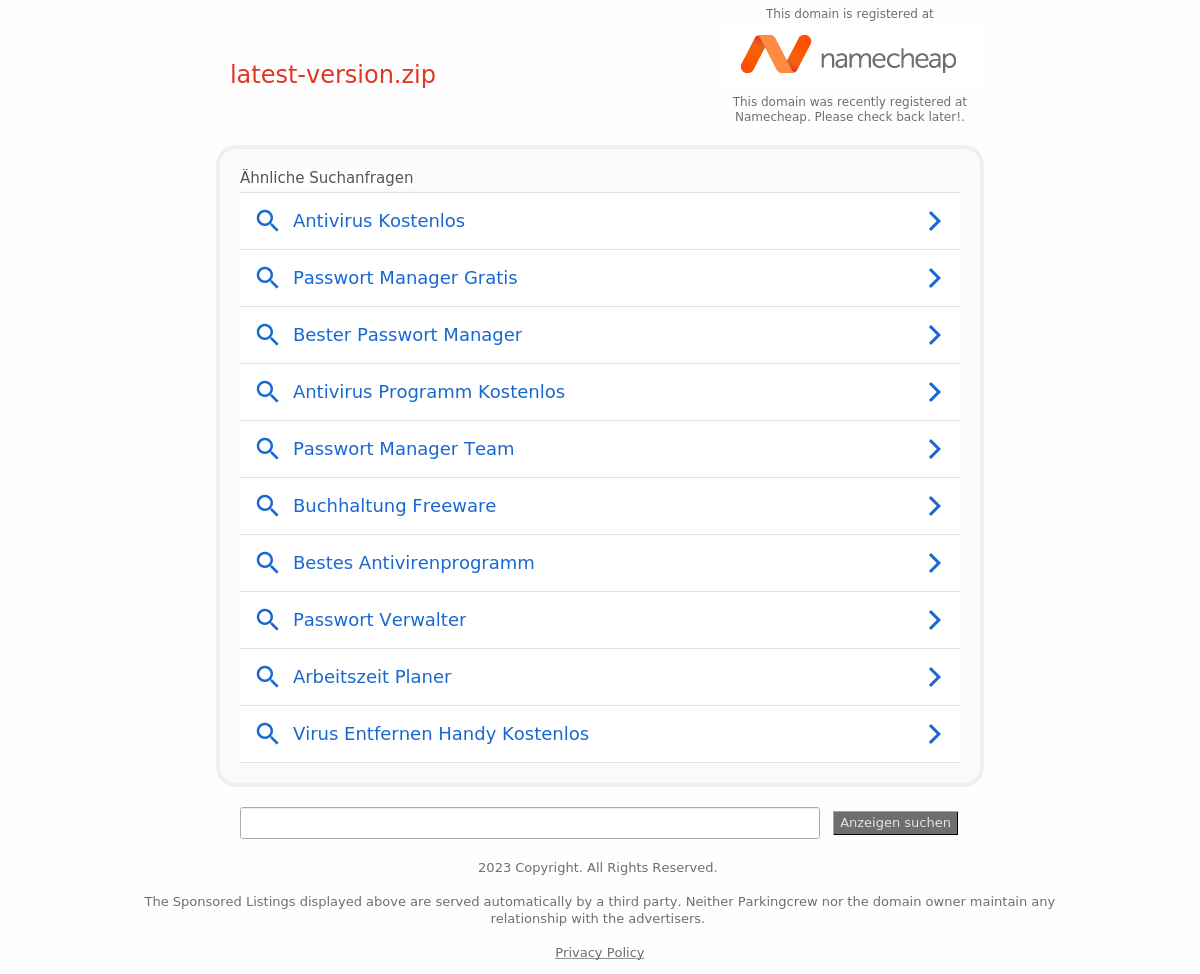 This domain is registered at
namecheap
latest-version.zip
This domain was recently registered at
Namecheap. Please check back later!.
Ähnliche Suchanfragen
Antivirus Kostenlos
Passwort Manager Gratis
Bester Passwort Manager
Antivirus Programm Kostenlos
Passwort Manager Team
Buchhaltung Freeware
Bestes Antivirenprogramm
Passwort Verwalter
Arbeitszeit Planer
Virus Entfernen Handy Kostenlos
Anzeigen suchen
2023 Copyright. All Rights Reserved.
The Sponsored Listings displayed above are served automatically by a third party. Neither Parkingcrew nor the domain owner maintain any
relationship with the advertisers.
Privacy Policy